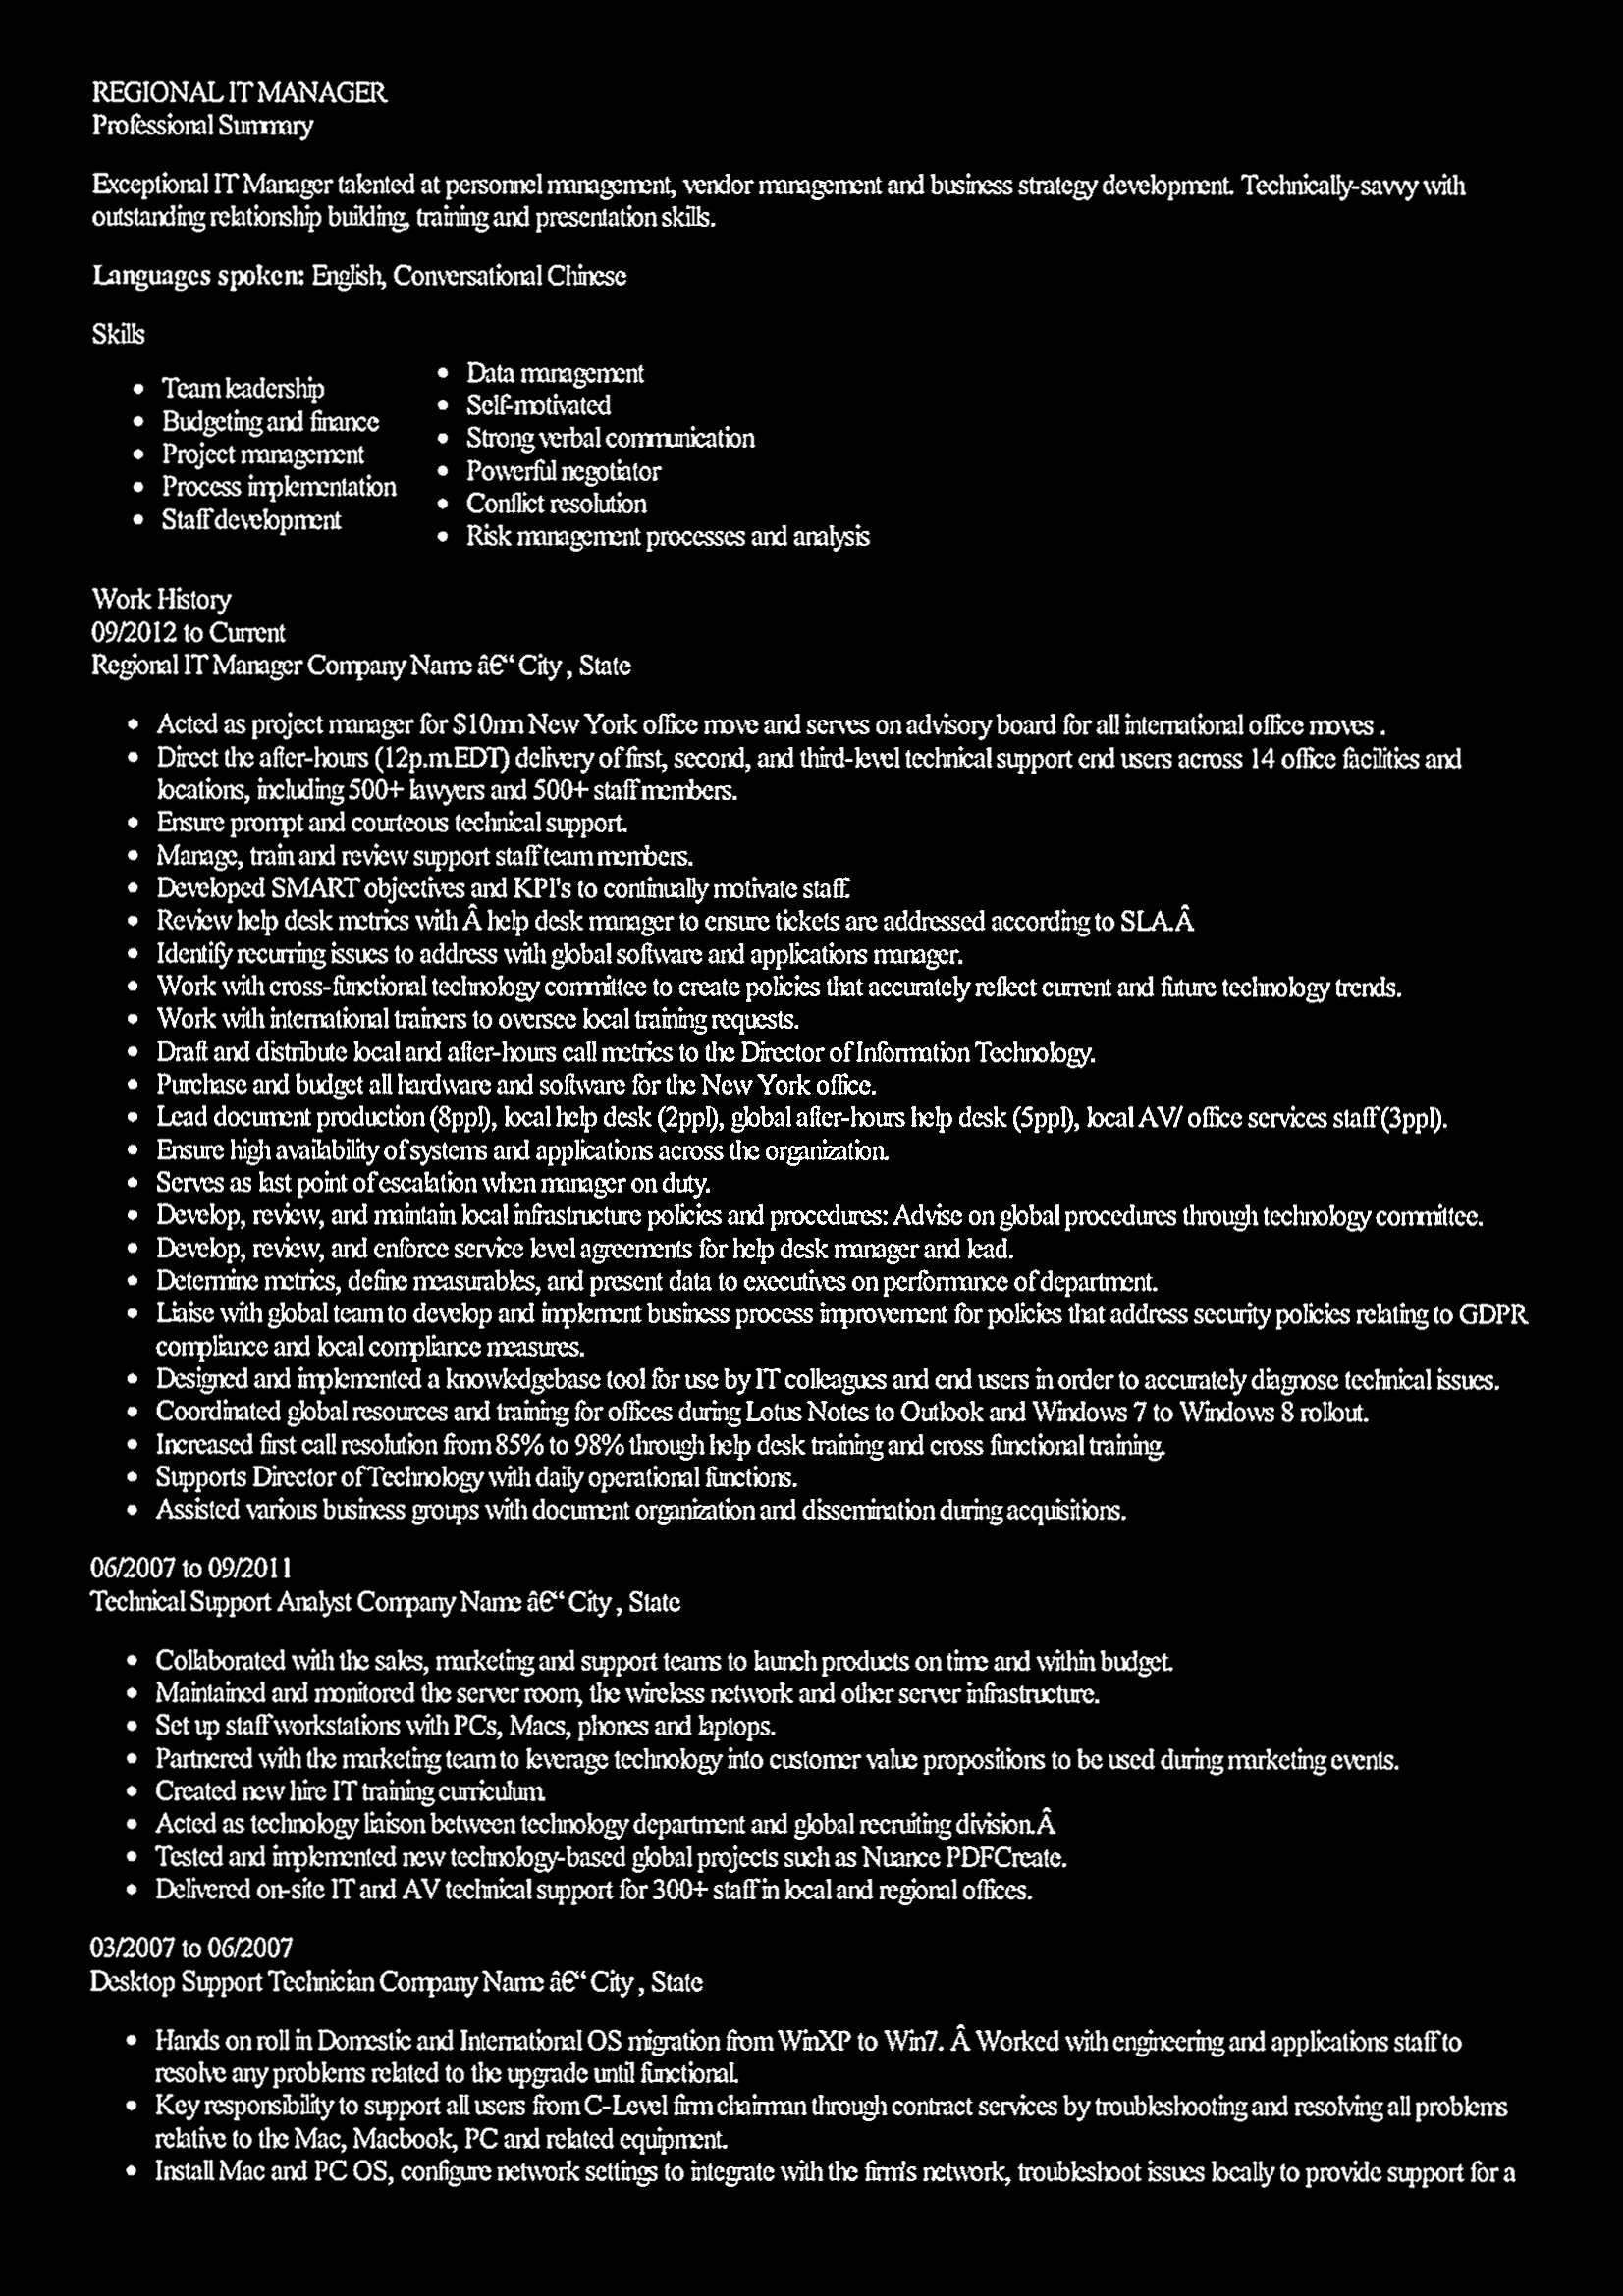 REGIONAL IT MANAGER
Professional Summary
Exceptional IT Manager talented at personnel management, vendor management and business strategy development. Technically-savvy with
outstanding relationship building, training and presentation skills.
Languages spoken: English, Conversational Chinese
Skills
• Team leadership
• Budgeting and finance
• Project management
• Process implementation
• Staff development
• Data management
• Self-motivated
• Strong verbal communication
• Powerful negotiator
• Conflict resolution
• Risk management processes and analysis
Work History
09/2012 to Current
Regional IT Manager Company Name â€“ City , State
• Acted as project manager for $10mn New York office move and serves on advisory board for all international office moves .
• Direct the after-hours (12p.m.EDT) delivery of first, second, and third-level technical support end users across 14 office facilities and
locations, including 500+ lawyers and 500+ staff members.
• Ensure prompt and courteous technical support.
• Manage, train and review support staff team members.
• Developed SMART objectives and KPI's to continually motivate staff.
• Review help desk metrics with Â help desk manager to ensure tickets are addressed according to SLA.Â
• Identify recurring issues to address with global software and applications manager.
• Work with cross-functional technology committee to create policies that accurately reflect current and future technology trends.
• Work with international trainers to oversee local training requests.
• Draft and distribute local and after-hours call metrics to the Director of Information Technology.
• Purchase and budget all hardware and software for the New York office.
• Lead document production (8ppl), local help desk (2ppl), global after-hours help desk (5ppl), local AV/ office services staff (3ppl).
• Ensure high availability of systems and applications across the organization.
• Serves as last point of escalation when manager on duty.
• Develop, review, and maintain local infrastructure policies and procedures: Advise on global procedures through technology committee.
• Develop, review, and enforce service level agreements for help desk manager and lead.
• Determine metrics, define measurables, and present data to executives on performance of department.
• Liaise with global team to develop and implement business process improvement for policies that address security policies relating to GDPR
compliance and local compliance measures.
• Designed and implemented a knowledgebase tool for use by IT colleagues and end users in order to accurately diagnose technical issues.
• Coordinated global resources and training for offices during Lotus Notes to Outlook and Windows 7 to Windows 8 rollout.
• Increased first call resolution from 85% to 98% through help desk training and cross functional training.
• Supports Director of Technology with daily operational functions.
• Assisted various business groups with document organization and dissemination during acquisitions.
06/2007 to 09/2011
Technical Support Analyst Company Name â€“ City , State
• Collaborated with the sales, marketing and support teams to launch products on time and within budget.
• Maintained and monitored the server room, the wireless network and other server infrastructure.
• Set up staff workstations with PCs, Macs, phones and laptops.
• Partnered with the marketing team to leverage technology into customer value propositions to be used during marketing events.
• Created new hire IT training curriculum.
• Acted as technology liaison between technology department and global recruiting division.Â
• Tested and implemented new technology-based global projects such as Nuance PDFCreate.
• Delivered on-site IT and AV technical support for 300+ staff in local and regional offices.
03/2007 to 06/2007
Desktop Support Technician Company Name â€“ City , State
• Hands on roll in Domestic and International OS migration from WinXP to Win7. Â Worked with engineering and applications staff to
resolve any problems related to the upgrade until functional.
• Key responsibility to support all users from C-Level firm chairman through contract services by troubleshooting and resolving all problems
relative to the Mac, Macbook, PC and related equipment.
• Install Mac and PC OS, configure network settings to integrate with the firm's network, troubleshoot issues locally to provide support for a